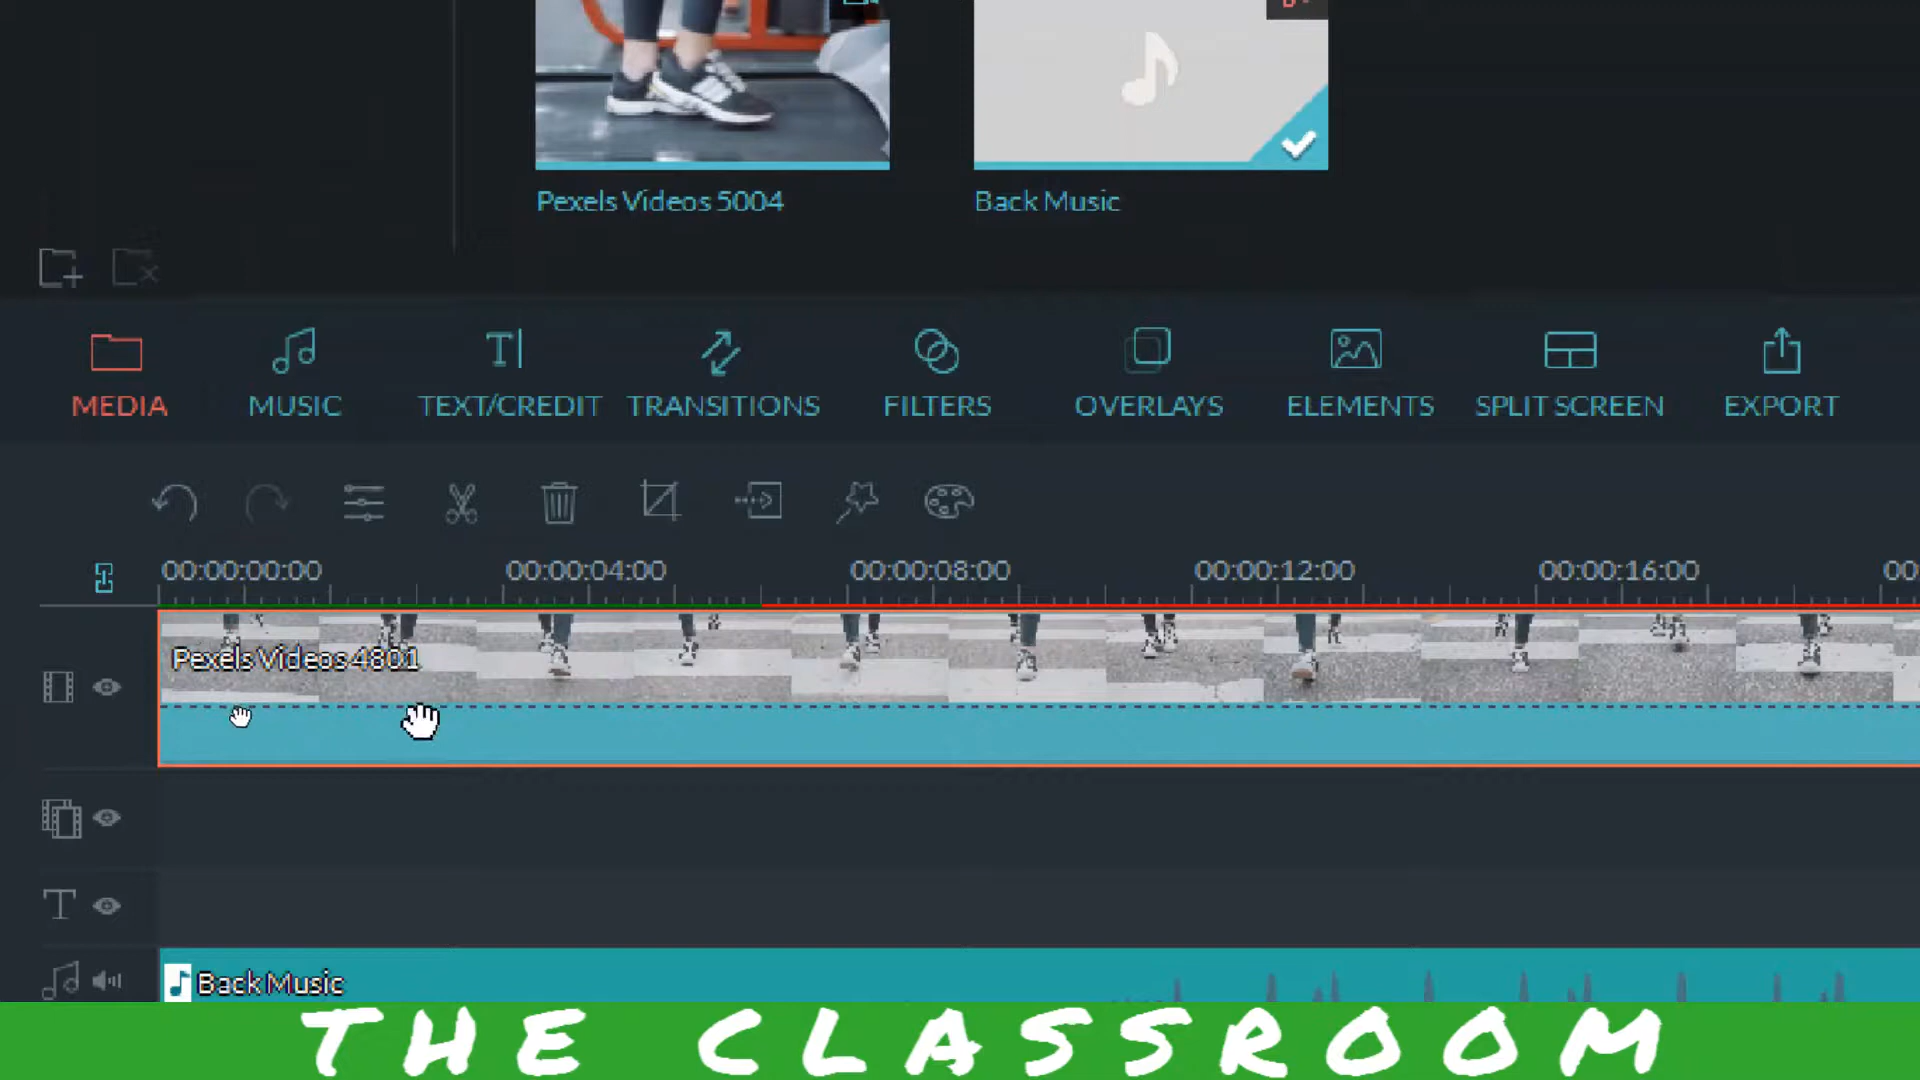 Pexels Videos 5004
Back Music
MEDIA
MUSIC
TEXT/CREDIT
TRANSITIONS
FILTERS
OVERLAYS
ELEMENTS
SPLIT SCREEN
EXPORT
00:00:00:00
00:00:04:00
00:00:08:00
00:00:12:00
00:00:16:00
00:
Pexels Videos 4801
Back Music
THE CLASSROOM